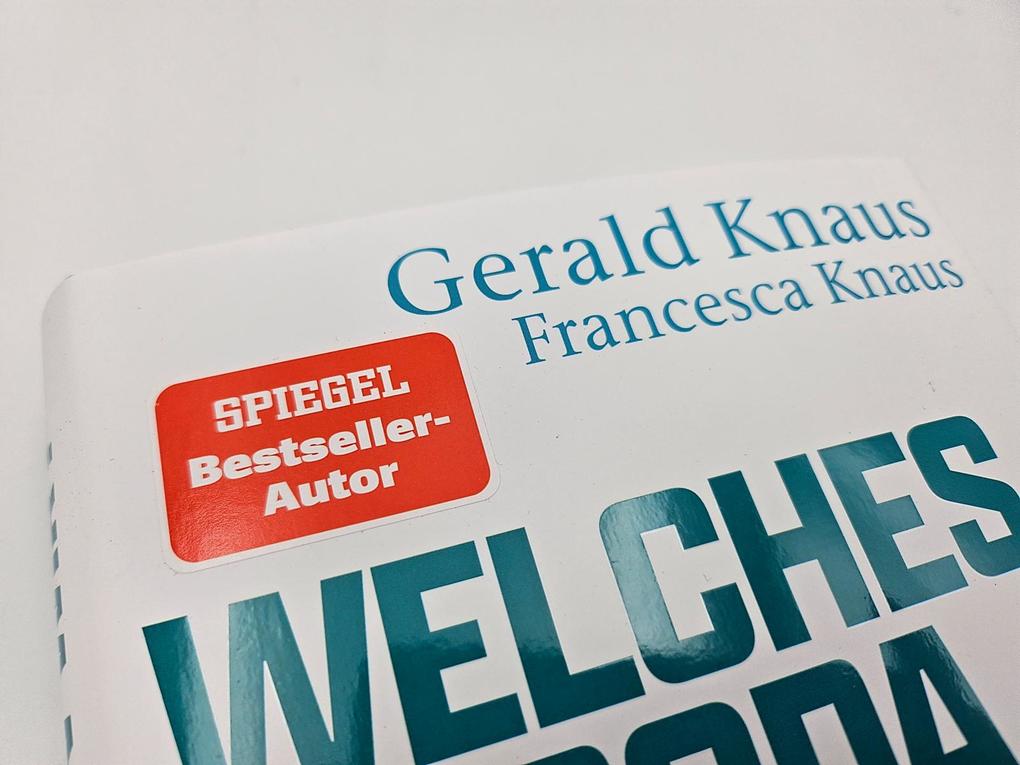 Gerald Knaus
Francesca Knaus
SPIEGEL
Bestseller-
Autor
WELCHES